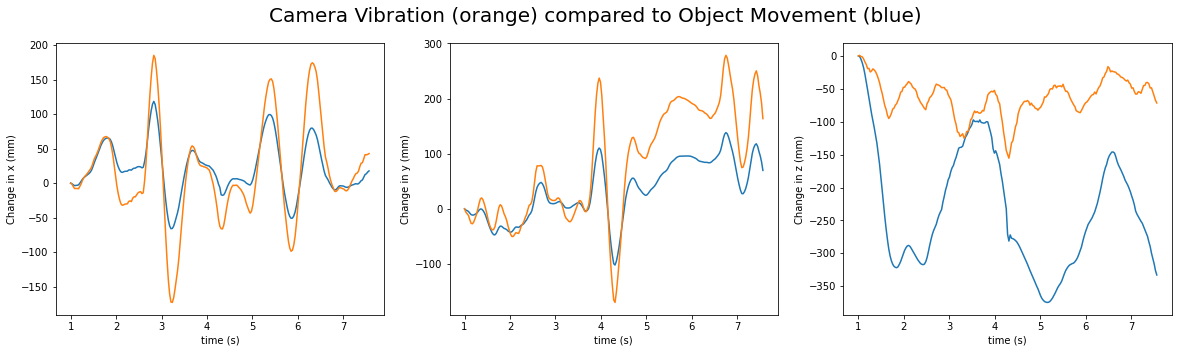 Camera Vibration (orange) compared to Object Movement (blue)
Change in x (mm)
200
150
100
50
0
−50
−100
−150
1 2 3 4 5 6 7
time (s)
Change in y (mm)
300
200
100
0
−100
1 2 3 4 5 6 7
time (s)
Change in z (mm)
0
−50
−100
−150
−200
−250
−300
−350
1 2 3 4 5 6 7
time (s)